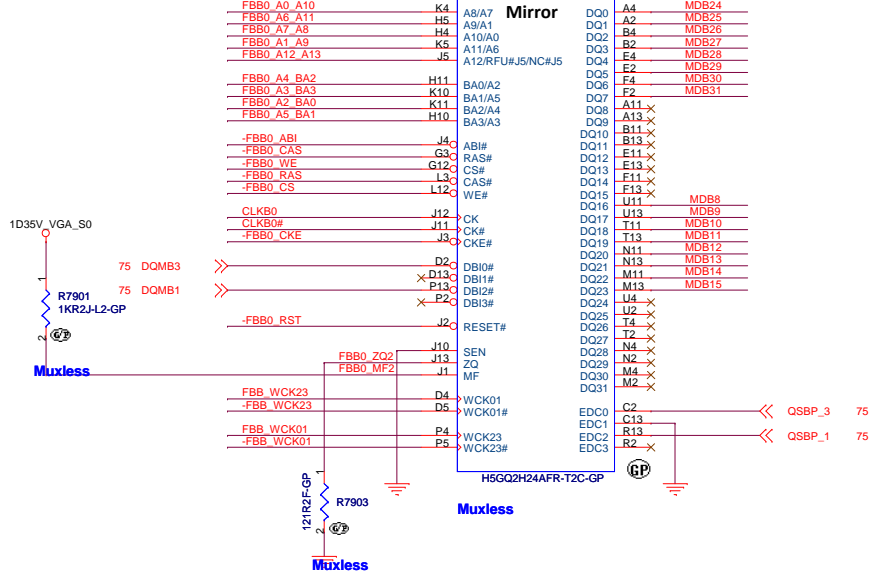 Mirror
FBB0_A0_A10 K4 A8/A7 DQ0 A4 MDB24
FBB0_A6_A11 H5 A9/A1 DQ1 A2 MDB25
FBB0_A7_A8 H4 A10/A0 DQ2 B4 MDB26
FBB0_A1_A9 K5 A11/A6 DQ3 B2 MDB27
FBB0_A12_A13 J5 A12/RFU#J5/NC#J5 DQ4 E4 MDB28
DQ5 E2 MDB29
FBB0_A4_BA2 H11 BA0/A2 DQ6 F4 MDB30
FBB0_A3_BA3 K10 BA1/A5 DQ7 F2 MDB31
FBB0_A2_BA0 K11 BA2/A4 DQ8 A11
FBB0_A5_BA1 H10 BA3/A3 DQ9 A13
DQ10 B11
-FBB0_ABI J4 ABI# DQ11 B13
-FBB0_CAS G3 RAS# DQ12 E11
-FBB0_WE G12 CS# DQ13 E13
-FBB0_RAS L3 CAS# DQ14 F11
-FBB0_CS L12 WE# DQ15 F13
DQ16 U11 MDB8
CLKB0 J12 CK DQ17 U13 MDB9
CLKB0# J11 CK# DQ18 T11 MDB10
-FBB0_CKE J3 CKE# DQ19 T13 MDB11
DQ20 N11 MDB12
75 DQMB3 D2 DBI0# DQ21 N13 MDB13
D13 DBI1# DQ22 M11 MDB14
75 DQMB1 P13 DBI2# DQ23 M13 MDB15
P2 DBI3# DQ24 U4
DQ25 U2
-FBB0_RST J2 RESET# DQ26 T4
DQ27 T2
J10 SEN DQ28 N4
FBB0_ZQ2 J13 ZQ DQ29 N2
FBB0_MF2 J1 MF DQ30 M4
DQ31 M2
FBB_WCK23 D4 WCK01
-FBB_WCK23 D5 WCK01# EDC0 C2 QSBP_3 75
EDC1 C13
FBB_WCK01 P4 WCK23 EDC2 R13 QSBP_1 75
-FBB_WCK01 P5 WCK23# EDC3 R2
1D35V_VGA_S0
1
R7901
1KR2J-L2-GP
2
G/P
Muxless
GP
H5GQ2H24AFR-T2C-GP
Muxless
1
121R2F-GP
R7903
2
G/P
Muxless